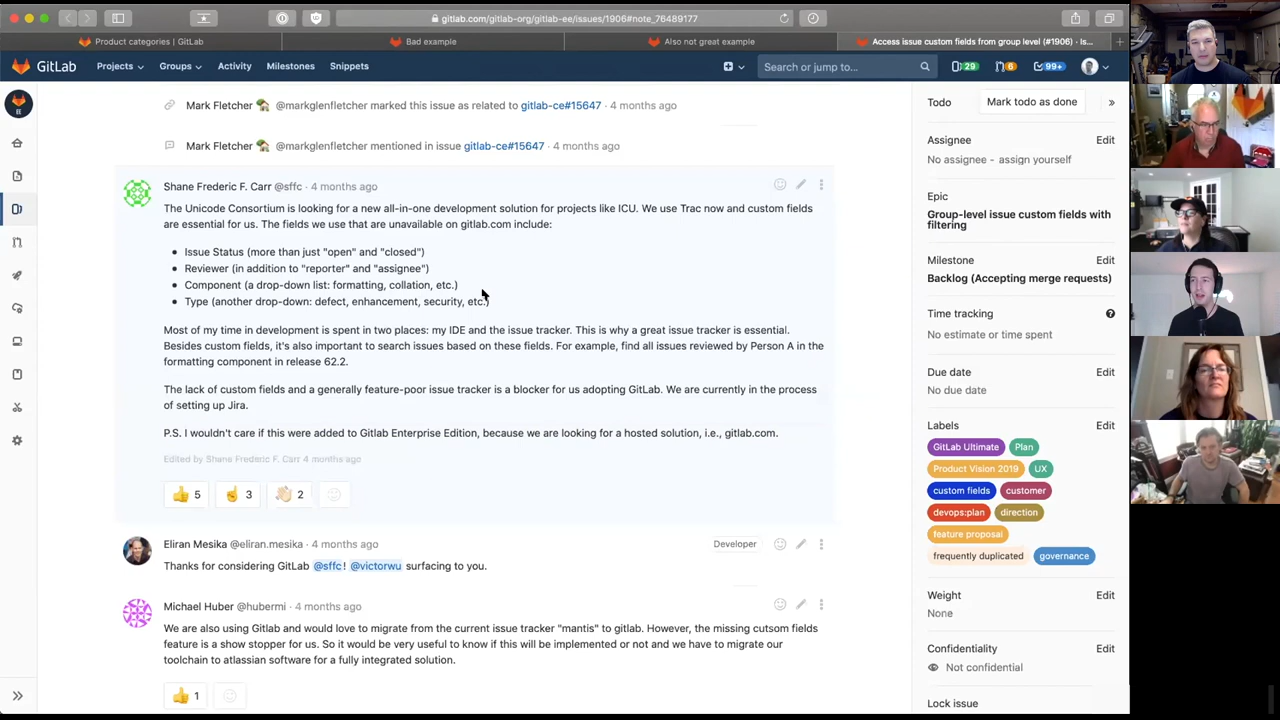 gitlab.com/gitlab-org/gitlab-ee/issues/1906#note_76489177
Product categories | GitLab
Bad example
Also not great example
Access issue custom fields from group level (#1906) · Is...
GitLab
Projects
Groups
Activity
Milestones
Snippets
Search or jump to...
29
6
99+
EE
Mark Fletcher @markglenfletcher marked this issue as related to gitlab-ce#15647 · 4 months ago
Mark Fletcher @markglenfletcher mentioned in issue gitlab-ce#15647 · 4 months ago
Shane Frederic F. Carr @sffc · 4 months ago
The Unicode Consortium is looking for a new all-in-one development solution for projects like ICU. We use Trac now and custom fields
are essential for us. The fields we use that are unavailable on gitlab.com include:
• Issue Status (more than just "open" and "closed")
• Reviewer (in addition to "reporter" and "assignee")
• Component (a drop-down list: formatting, collation, etc.)
• Type (another drop-down: defect, enhancement, security, etc.)
Most of my time in development is spent in two places: my IDE and the issue tracker. This is why a great issue tracker is essential.
Besides custom fields, it's also important to search issues based on these fields. For example, find all issues reviewed by Person A in the
formatting component in release 62.2.
The lack of custom fields and a generally feature-poor issue tracker is a blocker for us adopting GitLab. We are currently in the process
of setting up Jira.
P.S. I wouldn't care if this were added to Gitlab Enterprise Edition, because we are looking for a hosted solution, i.e., gitlab.com.
Edited by Shane Frederic F. Carr 4 months ago
5
3
2
Eliran Mesika @eliran.mesika · 4 months ago
Developer
Thanks for considering GitLab @sffc! @victorwu surfacing to you.
Michael Huber @hubermi · 4 months ago
We are also using Gitlab and would love to migrate from the current issue tracker "mantis" to gitlab. However, the missing cutsom fields
feature is a show stopper for us. So it would be very useful to know if this will be implemented or not and we have to migrate our
toolchain to atlassian software for a fully integrated solution.
1
Todo
Mark todo as done
»
Assignee
Edit
No assignee - assign yourself
Epic
Group-level issue custom fields with
filtering
Milestone
Edit
Backlog (Accepting merge requests)
Time tracking
No estimate or time spent
Due date
Edit
No due date
Labels
Edit
GitLab Ultimate
Plan
Product Vision 2019
UX
custom fields
customer
devops:plan
direction
feature proposal
frequently duplicated
governance
Weight
Edit
None
Confidentiality
Edit
Not confidential
Lock issue